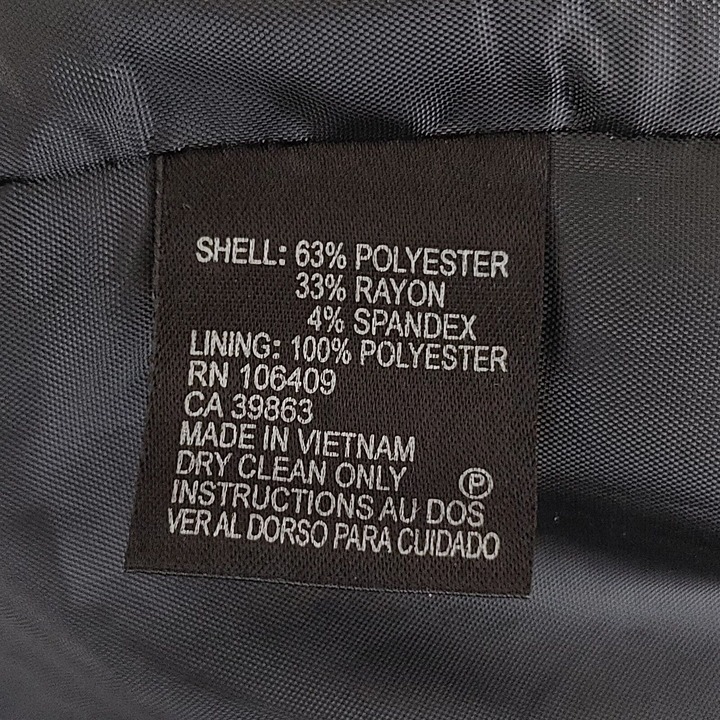 SHELL: 63% POLYESTER
33% RAYON
4% SPANDEX
LINING: 100% POLYESTER
RN 106409
CA 39863
MADE IN VIETNAM
DRY CLEAN ONLY Ⓟ
INSTRUCTIONS AU DOS
VER AL DORSO PARA CUIDADO